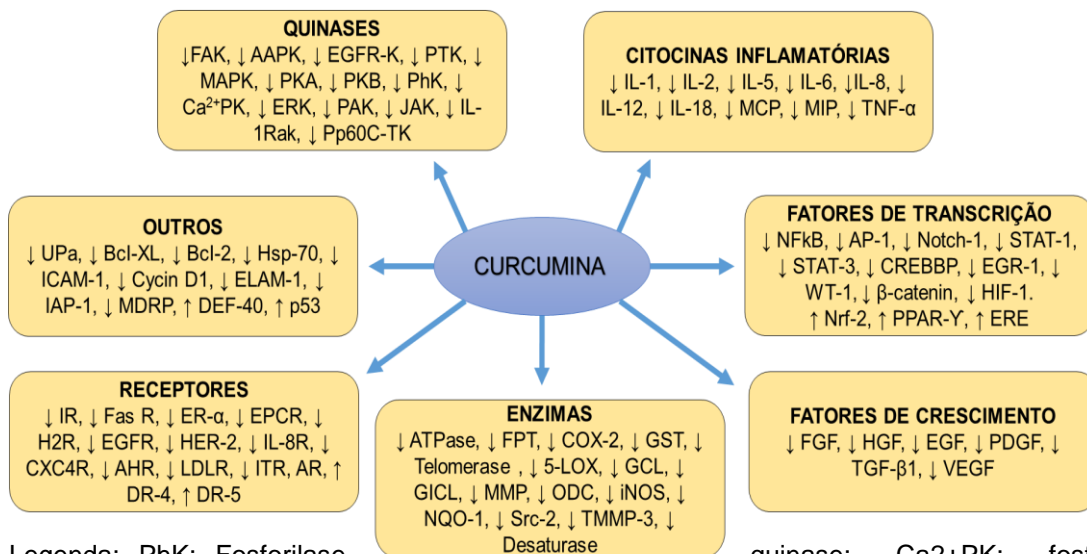 QUINASES
↓FAK, ↓ AAPK, ↓ EGFR-K, ↓ PTK, ↓
MAPK, ↓ PKA, ↓ PKB, ↓ PhK, ↓
Ca²⁺PK, ↓ ERK, ↓ PAK, ↓ JAK, ↓ IL-
1Rak, ↓ Pp60C-TK
CITOCINAS INFLAMATÓRIAS
↓ IL-1, ↓ IL-2, ↓ IL-5, ↓ IL-6, ↓IL-8, ↓
IL-12, ↓ IL-18, ↓ MCP, ↓ MIP, ↓ TNF-α
OUTROS
↓ UPa, ↓ Bcl-XL, ↓ Bcl-2, ↓ Hsp-70, ↓
ICAM-1, ↓ Cycin D1, ↓ ELAM-1, ↓
IAP-1, ↓ MDRP, ↑ DEF-40, ↑ p53
CURCUMINA
FATORES DE TRANSCRIÇÃO
↓ NFkB, ↓ AP-1, ↓ Notch-1, ↓ STAT-1,
↓ STAT-3, ↓ CREBBP, ↓ EGR-1, ↓
WT-1, ↓ β-catenin, ↓ HIF-1.
↑ Nrf-2, ↑ PPAR-ϒ, ↑ ERE
RECEPTORES
↓ IR, ↓ Fas R, ↓ ER-α, ↓ EPCR, ↓
H2R, ↓ EGFR, ↓ HER-2, ↓ IL-8R, ↓
CXC4R, ↓ AHR, ↓ LDLR, ↓ ITR, AR, ↑
DR-4, ↑ DR-5
ENZIMAS
↓ ATPase, ↓ FPT, ↓ COX-2, ↓ GST, ↓
Telomerase , ↓ 5-LOX, ↓ GCL, ↓
GICL, ↓ MMP, ↓ ODC, ↓ iNOS, ↓
NQO-1, ↓ Src-2, ↓ TMMP-3, ↓
Desaturase
FATORES DE CRESCIMENTO
↓ FGF, ↓ HGF, ↓ EGF, ↓ PDGF, ↓
TGF-β1, ↓ VEGF
Legenda: PhK: Fosforilase quinase; Ca2+PK: